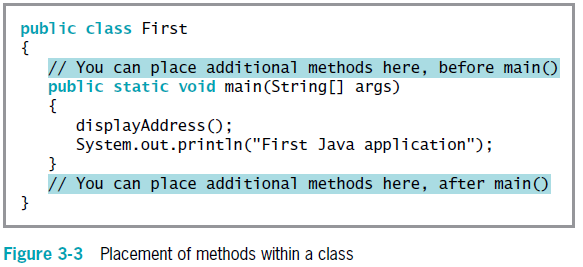 public class First
{
// You can place additional methods here, before main()
public static void main(String[] args)
{
displayAddress();
System.out.println("First Java application");
}
// You can place additional methods here, after main()
}
Figure 3-3 Placement of methods within a class